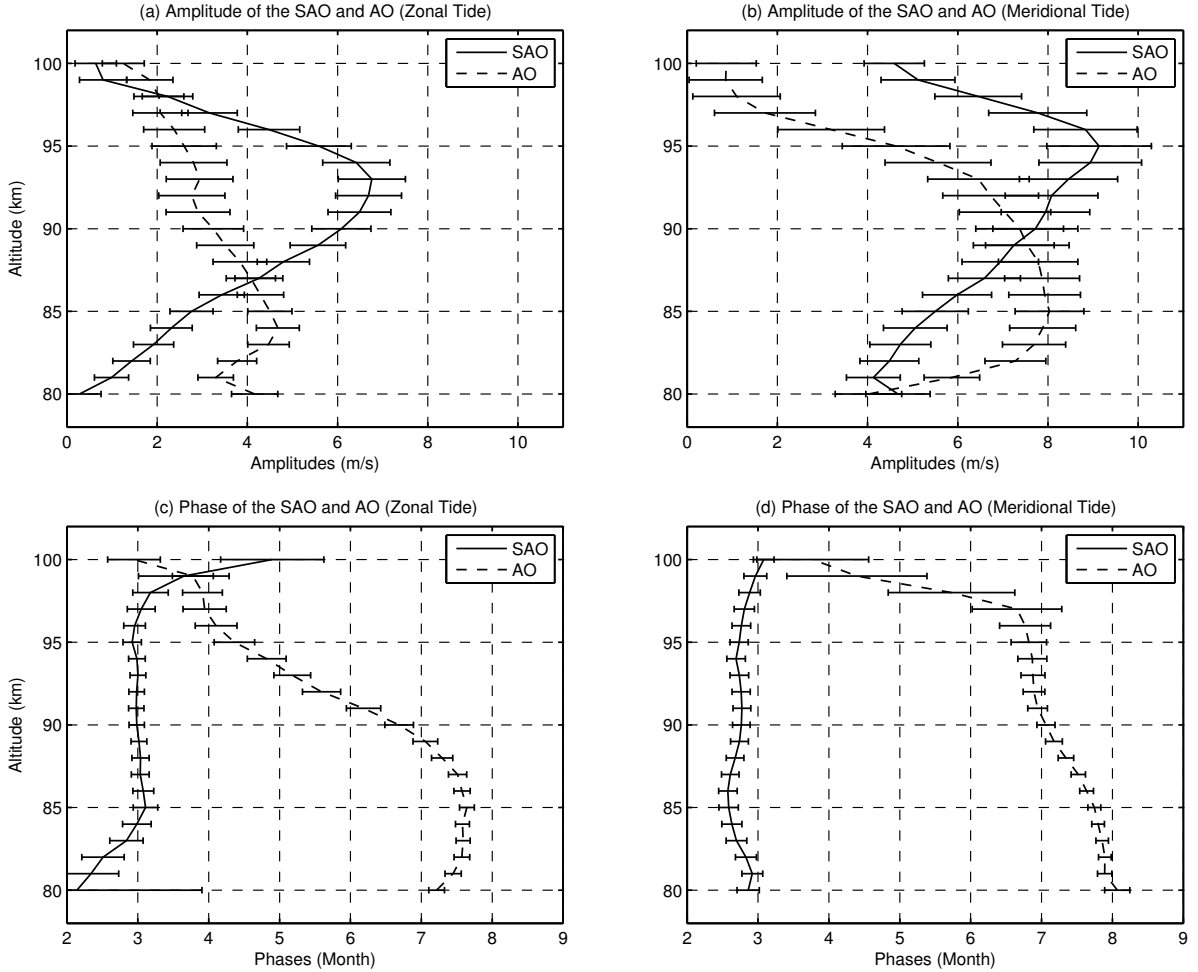 (a) Amplitude of the SAO and AO (Zonal Tide)
SAO
AO
100
95
90
85
80
Altitude (km)
0 2 4 6 8 10
Amplitudes (m/s)
(b) Amplitude of the SAO and AO (Meridional Tide)
SAO
AO
100
95
90
85
80
0 2 4 6 8 10
Amplitudes (m/s)
(c) Phase of the SAO and AO (Zonal Tide)
SAO
AO
100
95
90
85
80
Altitude (km)
2 3 4 5 6 7 8 9
Phases (Month)
(d) Phase of the SAO and AO (Meridional Tide)
SAO
AO
100
95
90
85
80
2 3 4 5 6 7 8 9
Phases (Month)